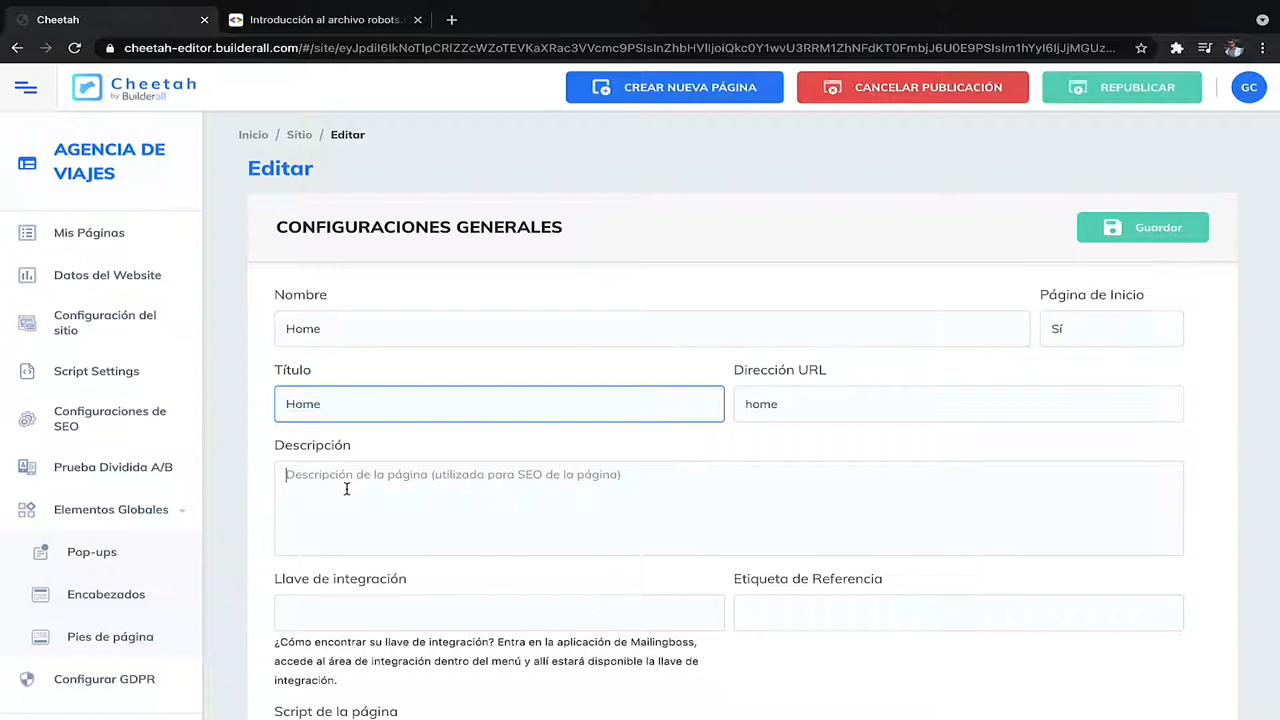 Cheetah
Introducción al archivo robots.
cheetah-editor.builderall.com/#/site/
Cheetah
by Builderall
CREAR NUEVA PÁGINA
CANCELAR PUBLICACIÓN
REPUBLICAR
GC
AGENCIA DE
VIAJES
Mis Páginas
Datos del Website
Configuración del
sitio
Script Settings
Configuraciones de
SEO
Prueba Dividida A/B
Elementos Globales
Pop-ups
Encabezados
Pies de página
Configurar GDPR
Inicio / Sitio / Editar
Editar
CONFIGURACIONES GENERALES
Guardar
Nombre
Página de Inicio
Home
Sí
Título
Dirección URL
Home
home
Descripción
Descripción de la página (utilizada para SEO de la página)
Llave de integración
Etiqueta de Referencia
¿Cómo encontrar su llave de integración? Entra en la aplicación de Mailingboss,
accede al área de integración dentro del menú y allí estará disponible la llave de
integración.
Script de la página